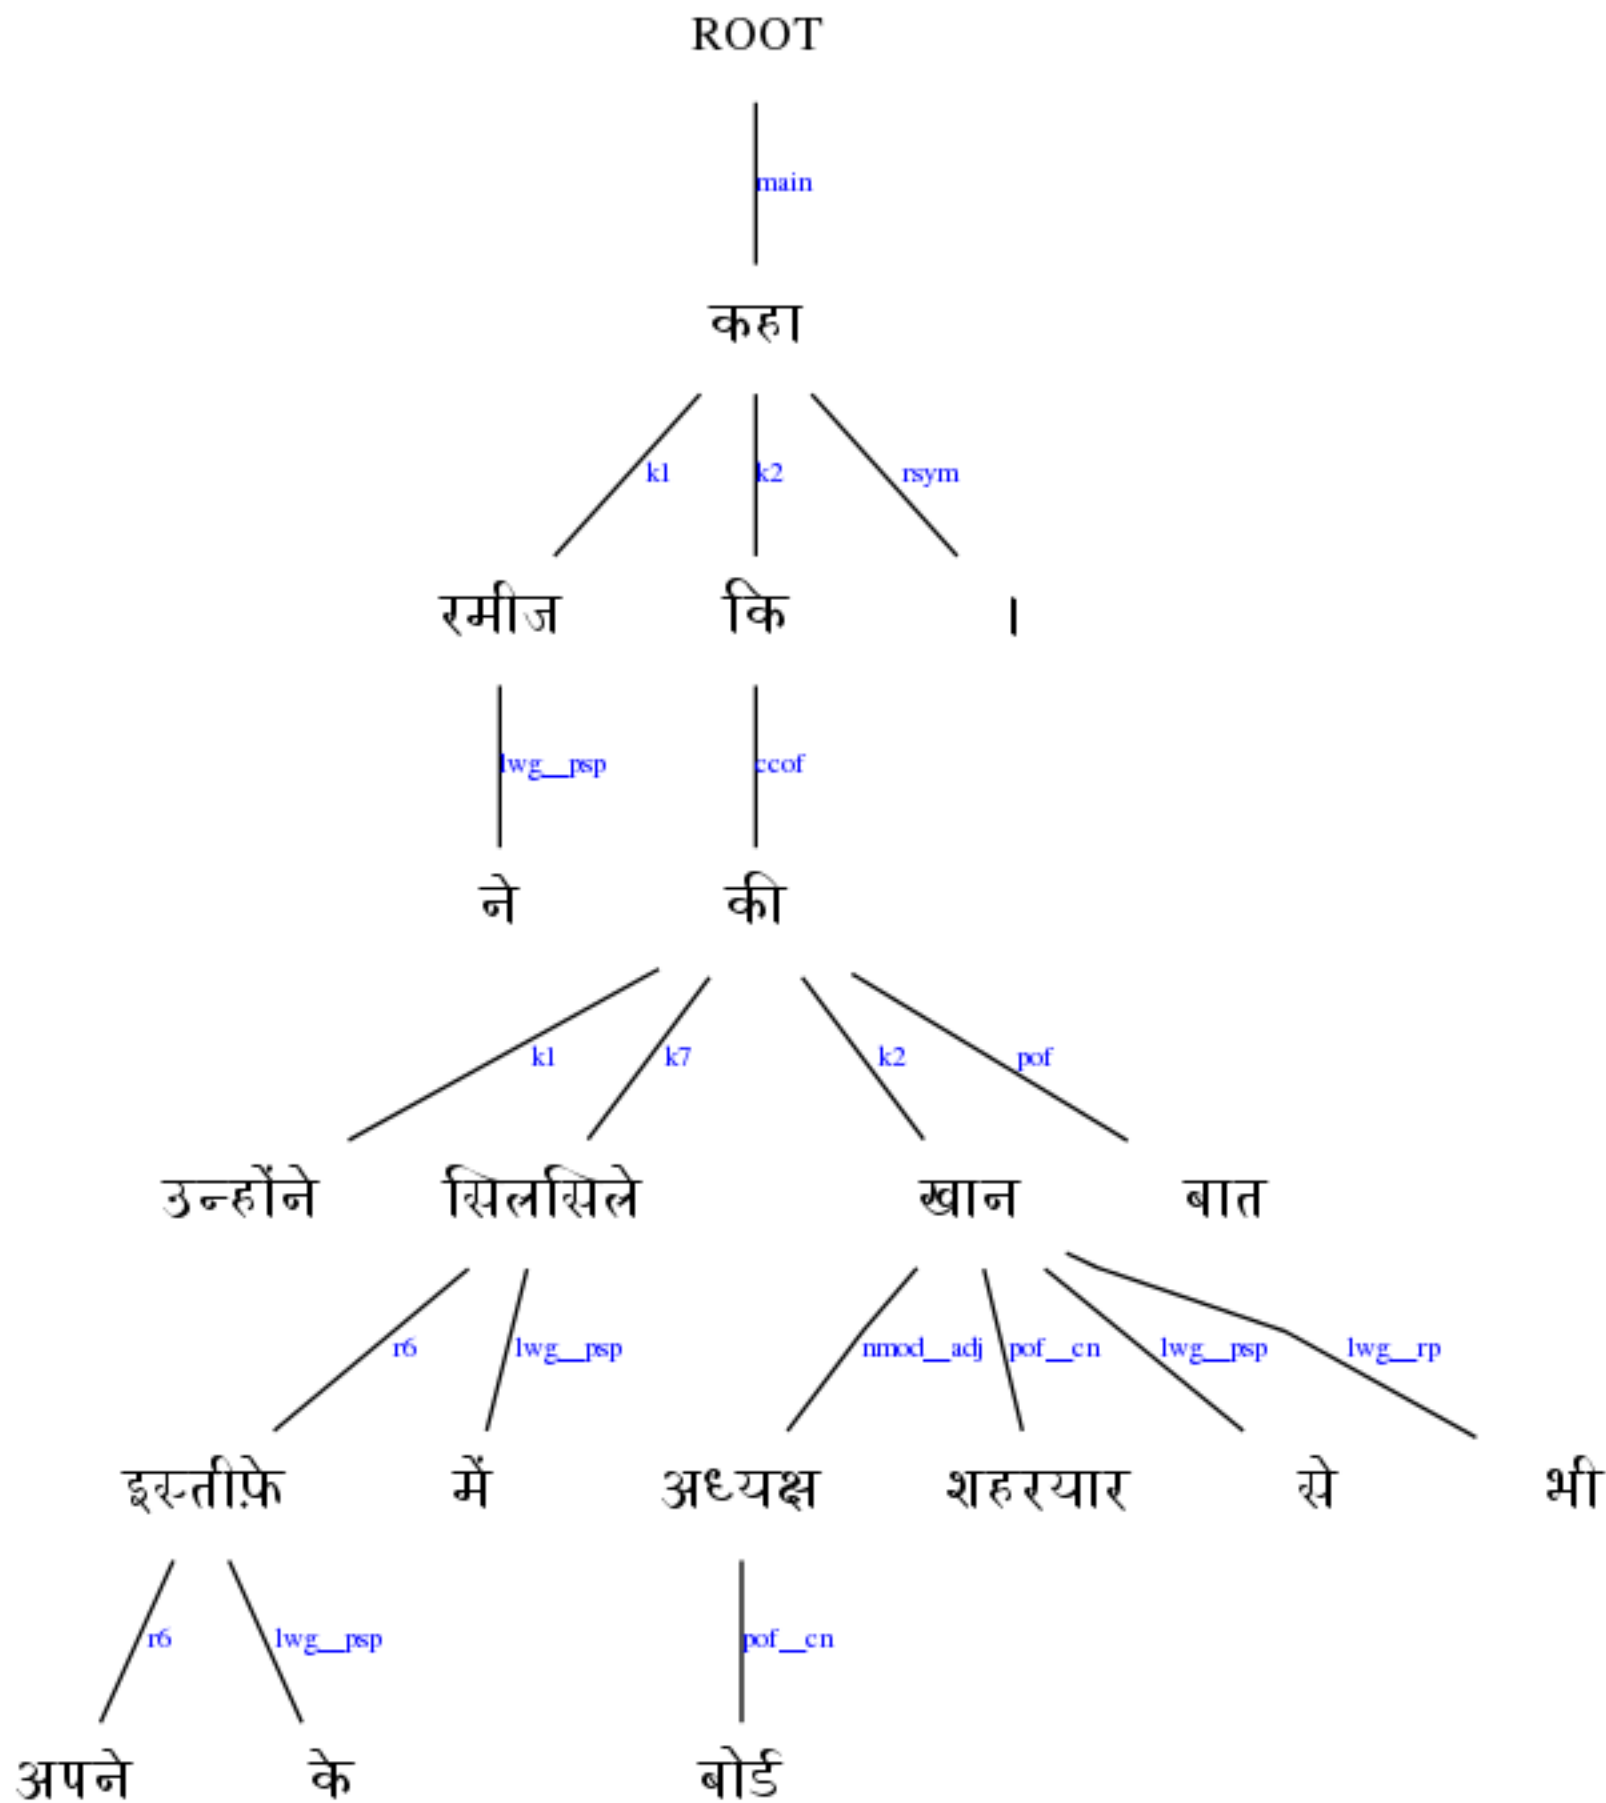 ROOT
main
कहा
k1 k2 rsym
रमीज कि ।
lwg__psp ccof
ने की
k1 k7 k2 pof
उन्होंने सिलसिले खान बात
r6 lwg__psp nmod__adj pof__cn lwg__psp lwg__rp
इस्तीफ़े में अध्यक्ष शहरयार से भी
r6 lwg__psp pof__cn
अपने के बोर्ड